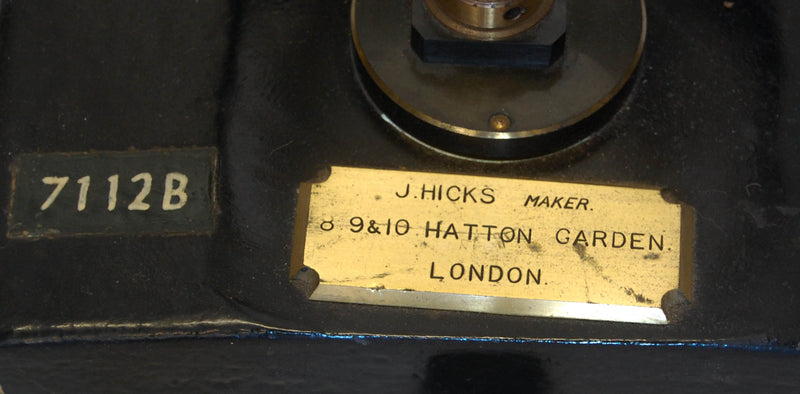 7112B
J. HICKS MAKER.
8 9&10 HATTON GARDEN.
LONDON.